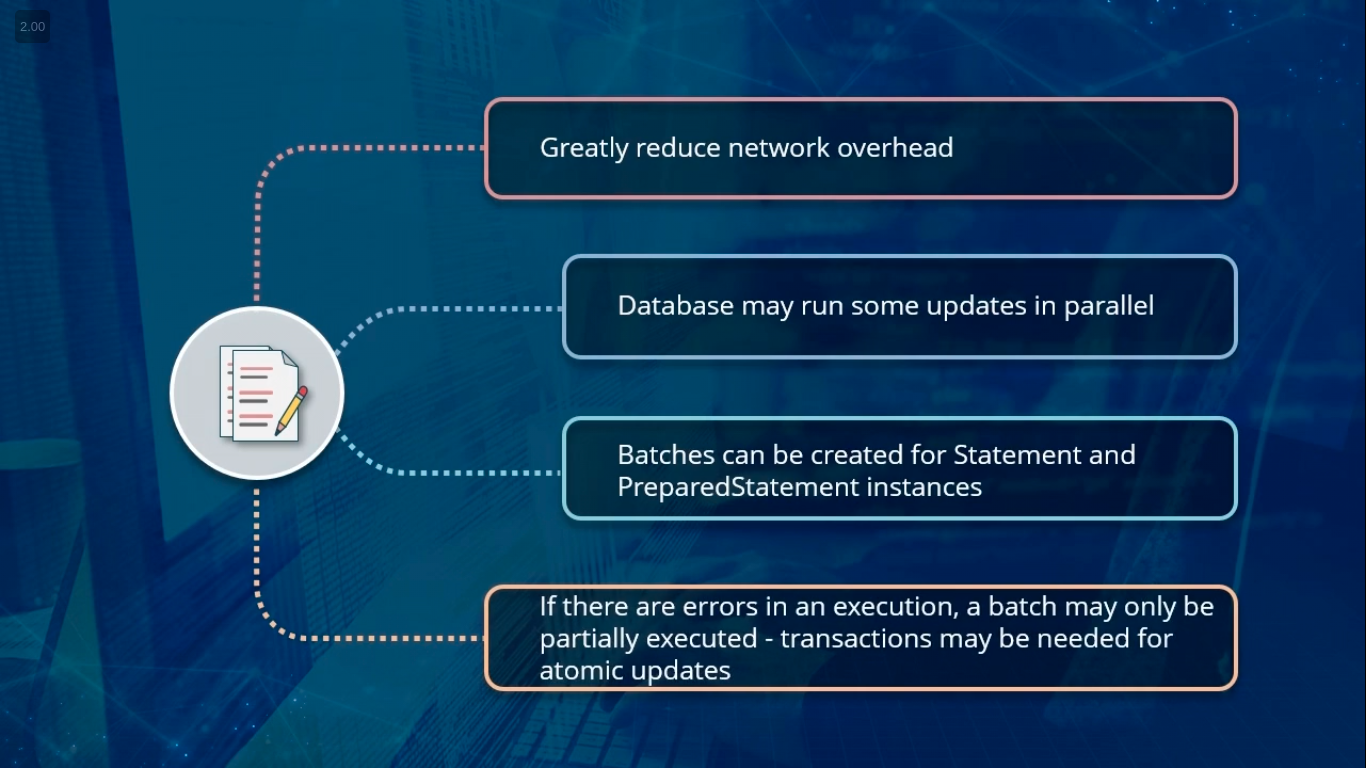 2.00
Greatly reduce network overhead
Database may run some updates in parallel
Batches can be created for Statement and
PreparedStatement instances
If there are errors in an execution, a batch may only be
partially executed - transactions may be needed for
atomic updates